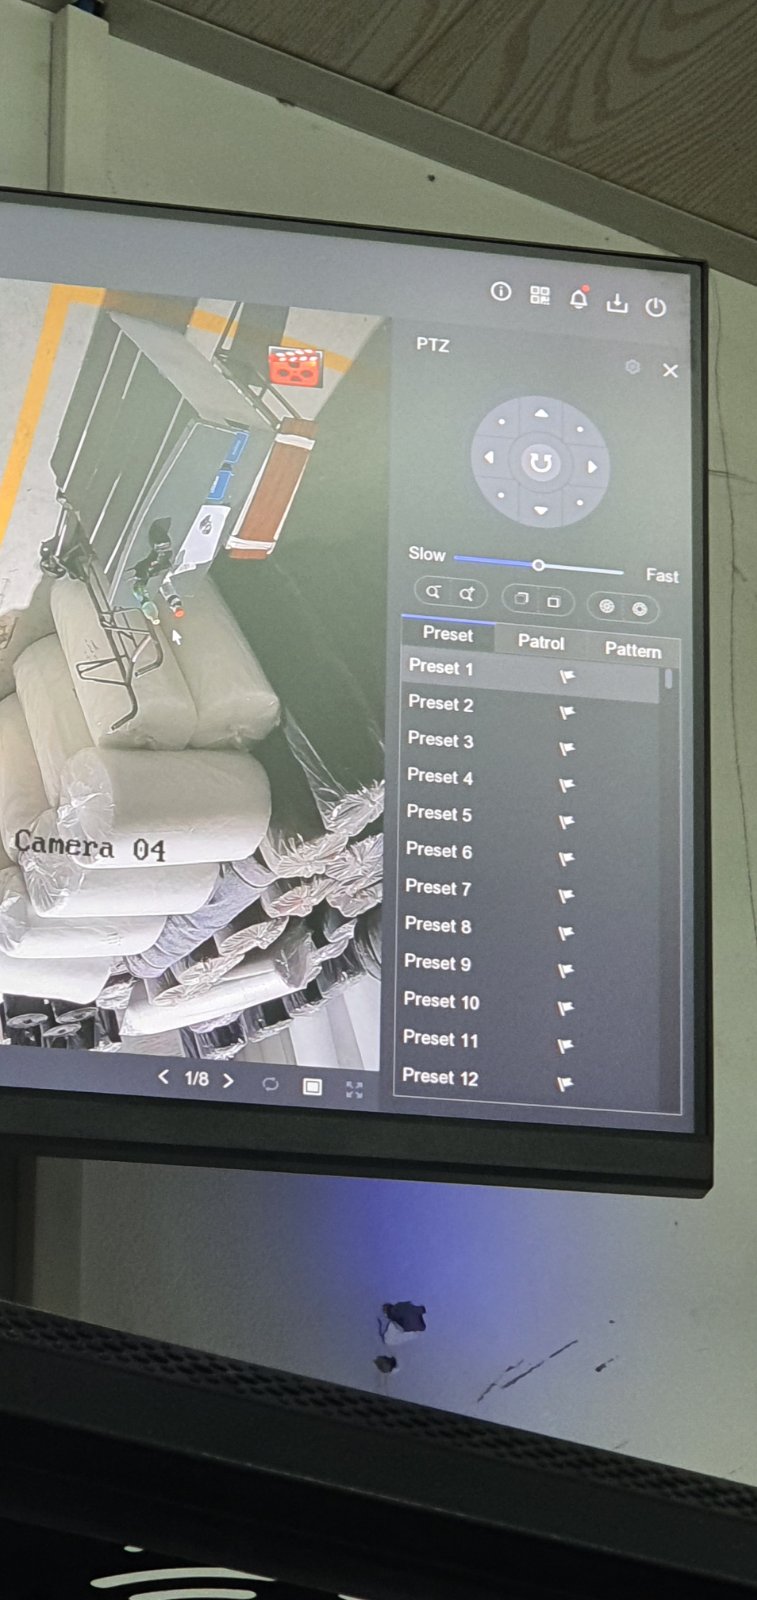 PTZ
Slow
Fast
Preset Patrol Pattern
Preset 1
Preset 2
Preset 3
Preset 4
Preset 5
Preset 6
Preset 7
Preset 8
Preset 9
Preset 10
Preset 11
Preset 12
Camera 04
1/8